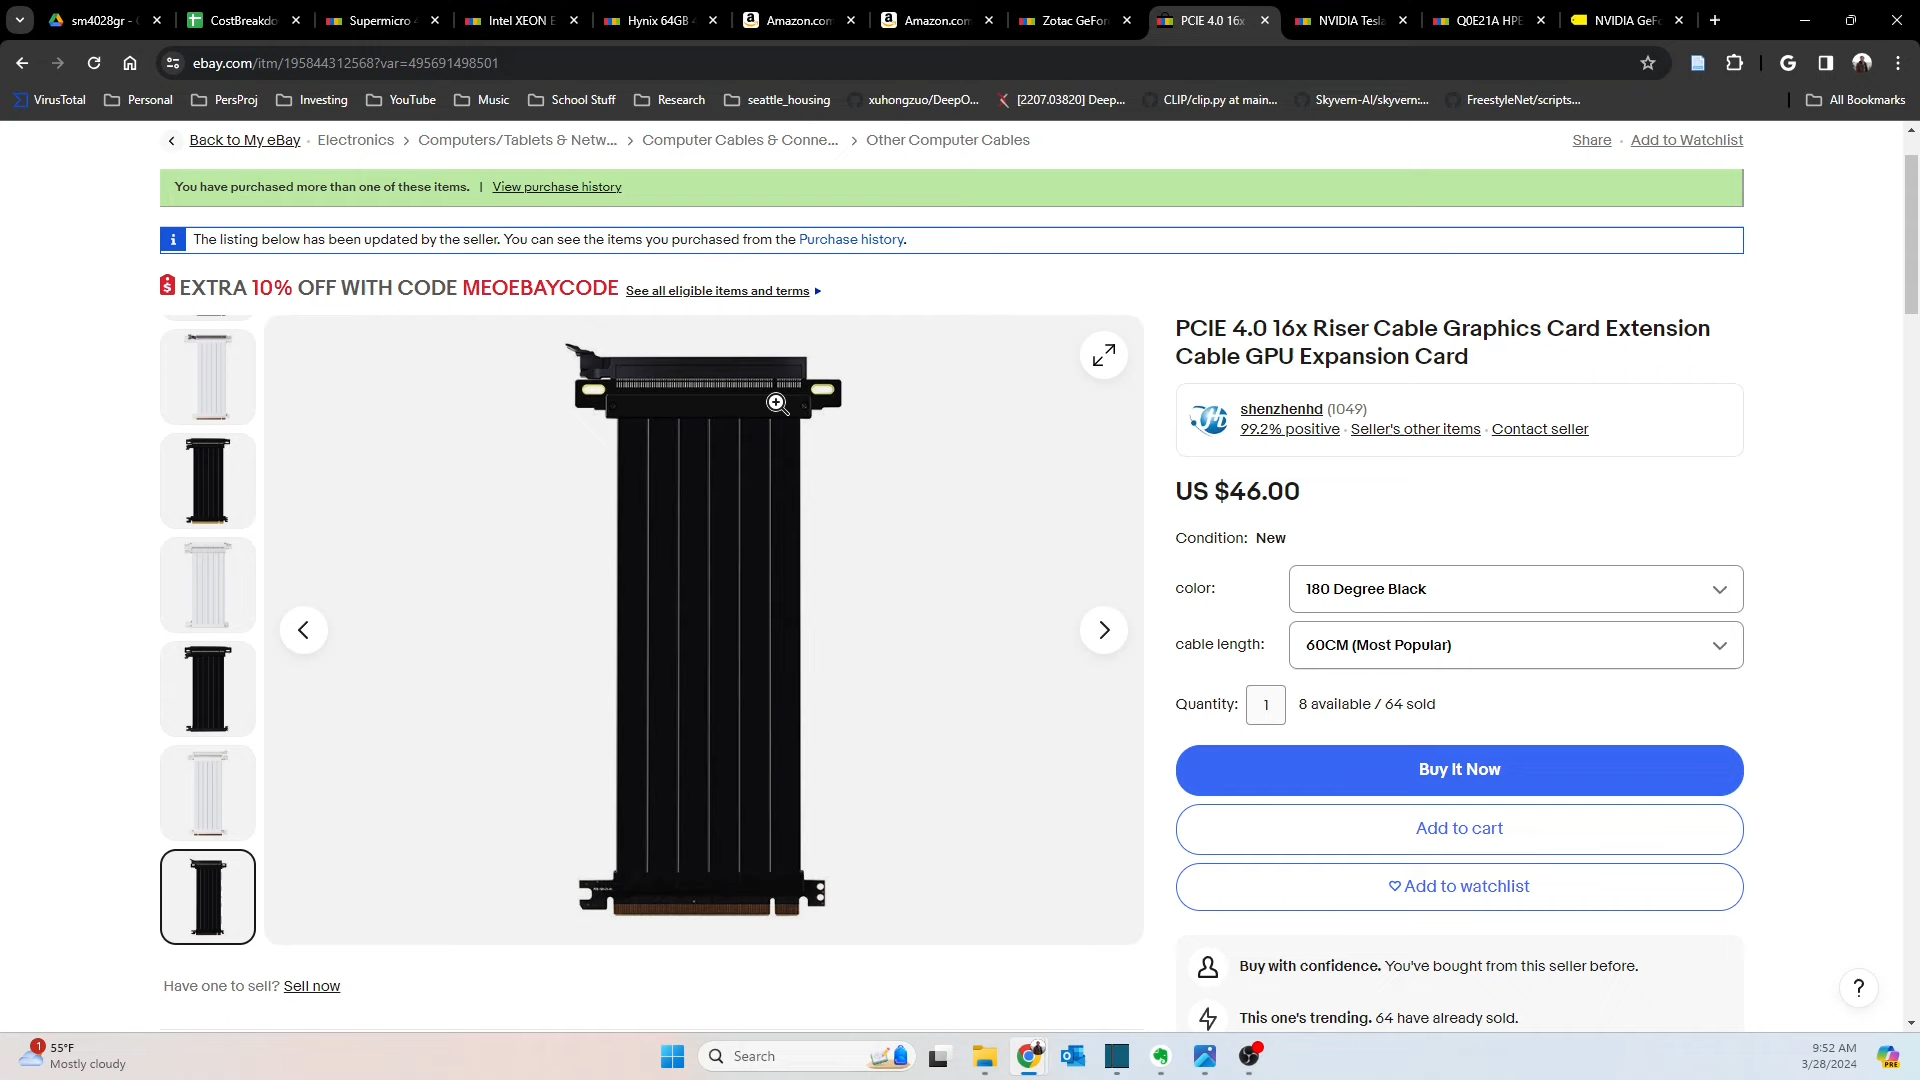 sm4028gr -
CostBreakdo
Supermicro
Intel XEON E
Hynix 64GB
Amazon.com
Amazon.com
Zotac GeFor
PCIE 4.0 16x
NVIDIA Tesla
Q0E21A HPE
NVIDIA GeFo
ebay.com/itm/195844312568?var=495691498501
VirusTotal
Personal
PersProj
Investing
YouTube
Music
School Stuff
Research
seattle_housing
xuhongzuo/DeepO...
[2207.03820] Deep...
CLIP/clip.py at main...
Skyvern-AI/skyvern:...
FreestyleNet/scripts...
All Bookmarks
Back to My eBay · Electronics > Computers/Tablets & Netw... > Computer Cables & Conne... > Other Computer Cables
Share · Add to Watchlist
You have purchased more than one of these items. | View purchase history
i The listing below has been updated by the seller. You can see the items you purchased from the Purchase history.
EXTRA 10% OFF WITH CODE MEOEBAYCODE See all eligible items and terms ▸
PCIE 4.0 16x Riser Cable Graphics Card Extension
Cable GPU Expansion Card
shenzhenhd (1049)
99.2% positive · Seller's other items · Contact seller
US $46.00
Condition: New
color: 180 Degree Black
cable length: 60CM (Most Popular)
Quantity: 1 8 available / 64 sold
Buy It Now
Add to cart
Add to watchlist
Buy with confidence. You've bought from this seller before.
Have one to sell? Sell now
?
This one's trending. 64 have already sold.
1
55°F
Mostly cloudy
Search
9:52 AM
3/28/2024
PRE